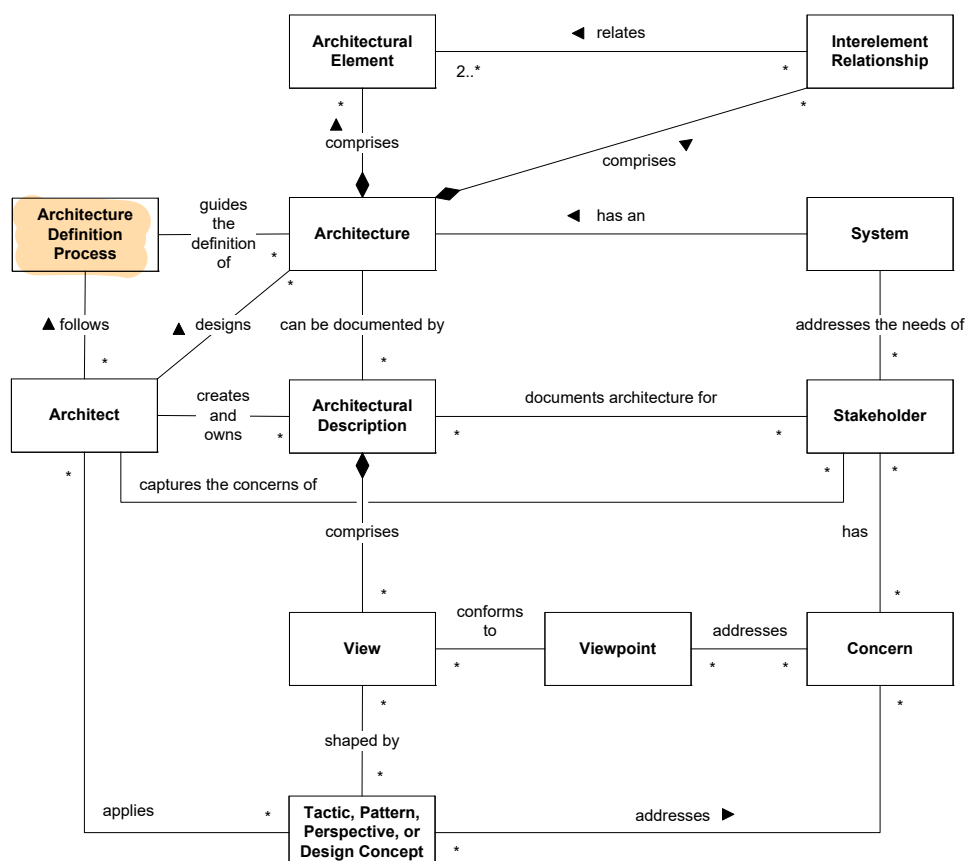 Architectural
Element
◄ relates
Interelement
Relationship
2..*
*
*
*
▲
comprises
comprises ▲
Architecture
Definition
Process
guides
the
definition
of
*
Architecture
◄ has an
System
*
▲ follows
▲ designs
can be documented by
addresses the needs of
*
*
*
Architect
creates
and
owns
*
Architectural
Description
documents architecture for
*
*
Stakeholder
*
captures the concerns of
*
*
comprises
has
*
*
View
conforms
to
*
Viewpoint
addresses
*
*
Concern
*
*
shaped by
*
applies
*
Tactic, Pattern,
Perspective, or
Design Concept
addresses ►
*